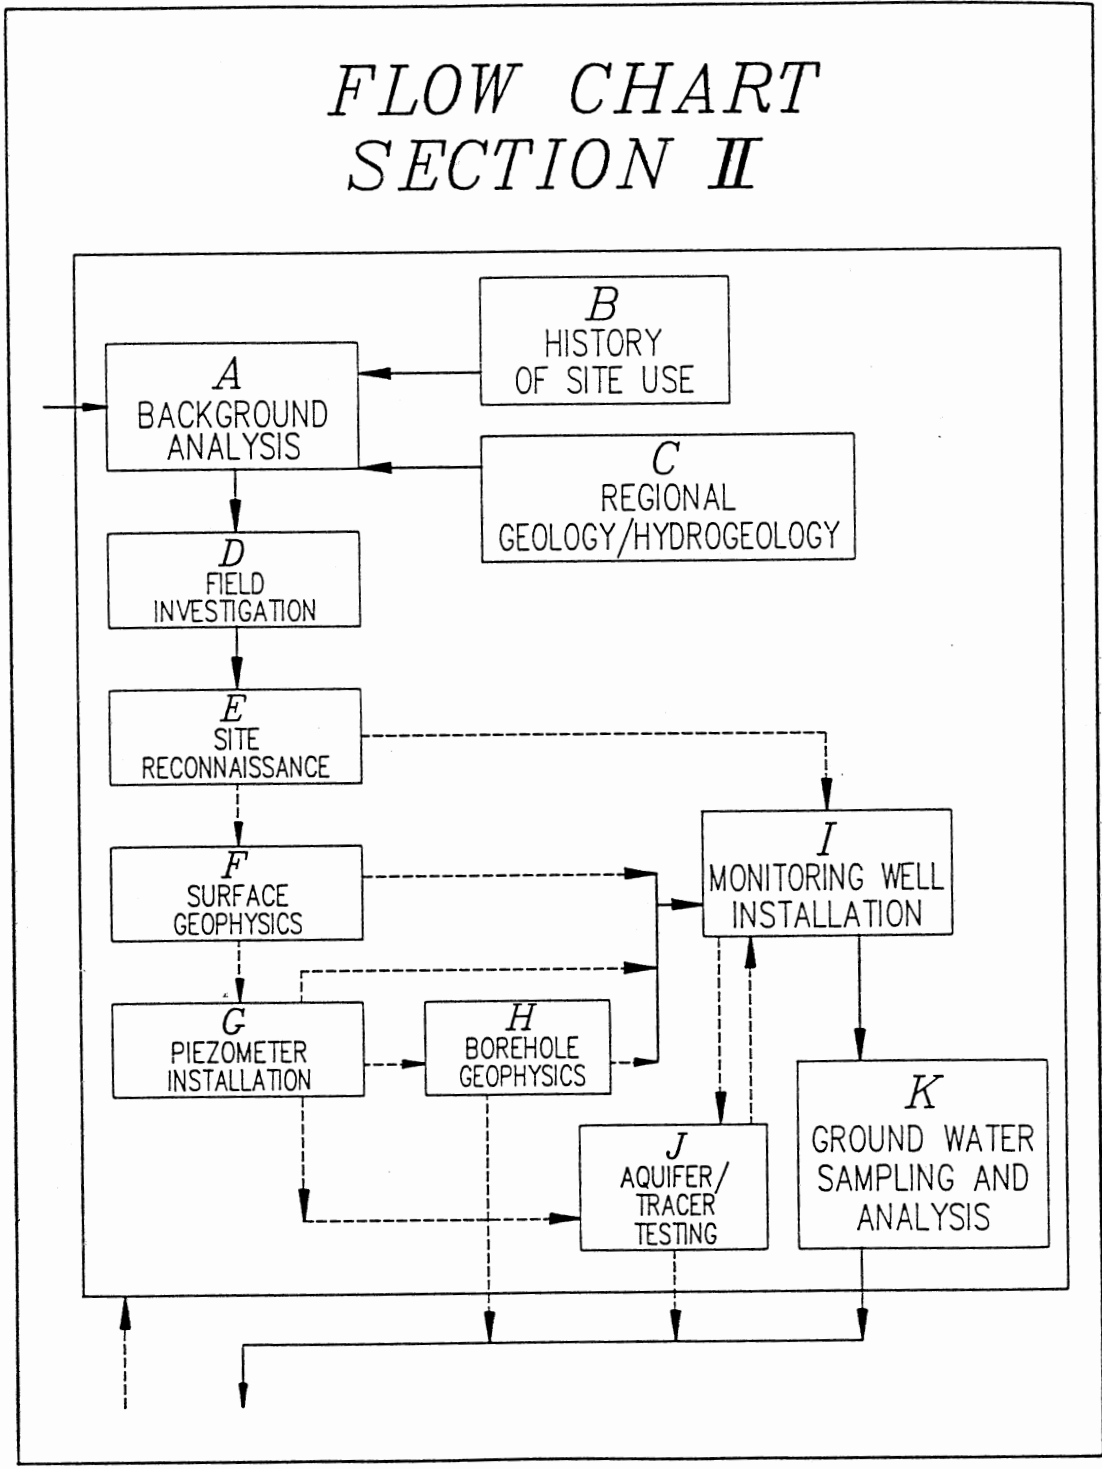 FLOW CHART
SECTION II
B
HISTORY
OF SITE USE
A
BACKGROUND
ANALYSIS
C
REGIONAL
GEOLOGY/HYDROGEOLOGY
D
FIELD
INVESTIGATION
E
SITE
RECONNAISSANCE
F
SURFACE
GEOPHYSICS
I
MONITORING WELL
INSTALLATION
G
PIEZOMETER
INSTALLATION
H
BOREHOLE
GEOPHYSICS
J
AQUIFER/
TRACER
TESTING
K
GROUND WATER
SAMPLING AND
ANALYSIS